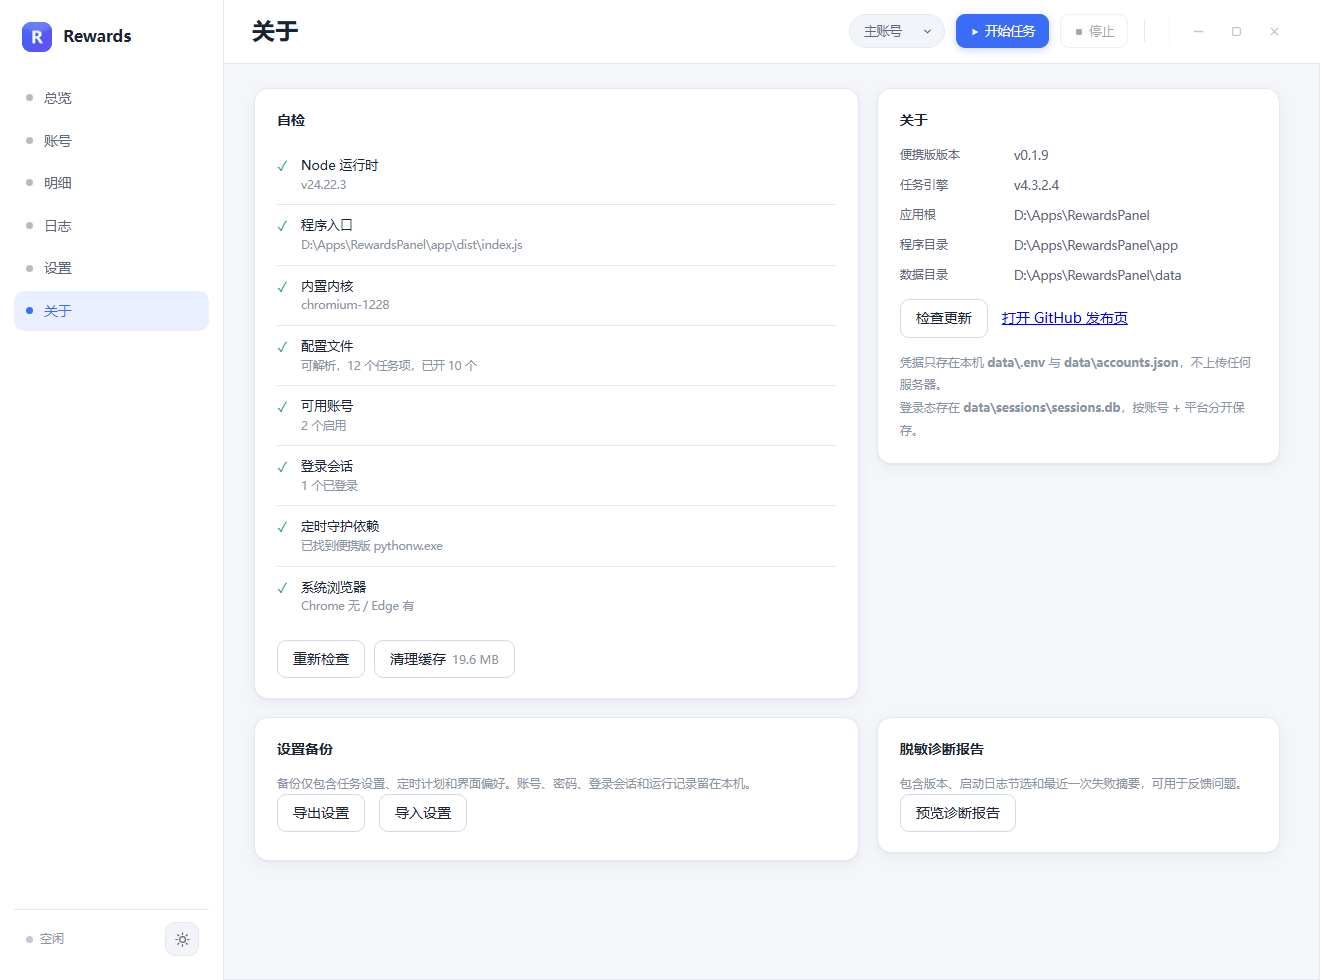 R Rewards
总览
账号
明细
日志
设置
关于
空闲
关于
主账号
开始任务
停止
自检
Node 运行时
v24.22.3
程序入口
D:\Apps\RewardsPanel\app\dist\index.js
内置内核
chromium-1228
配置文件
可解析，12 个任务项，已开 10 个
可用账号
2 个启用
登录会话
1 个已登录
定时守护依赖
已找到便携版 pythonw.exe
系统浏览器
Chrome 无 / Edge 有
重新检查
清理缓存 19.6 MB
关于
便携版版本 v0.1.9
任务引擎 v4.3.2.4
应用根 D:\Apps\RewardsPanel
程序目录 D:\Apps\RewardsPanel\app
数据目录 D:\Apps\RewardsPanel\data
检查更新 打开 GitHub 发布页
凭据只存在本机 data\.env 与 data\accounts.json，不上传任何
服务器。
登录态存在 data\sessions\sessions.db，按账号 + 平台分开保
存。
设置备份
备份仅包含任务设置、定时计划和界面偏好。账号、密码、登录会话和运行记录留在本机。
导出设置 导入设置
脱敏诊断报告
包含版本、启动日志节选和最近一次失败摘要，可用于反馈问题。
预览诊断报告